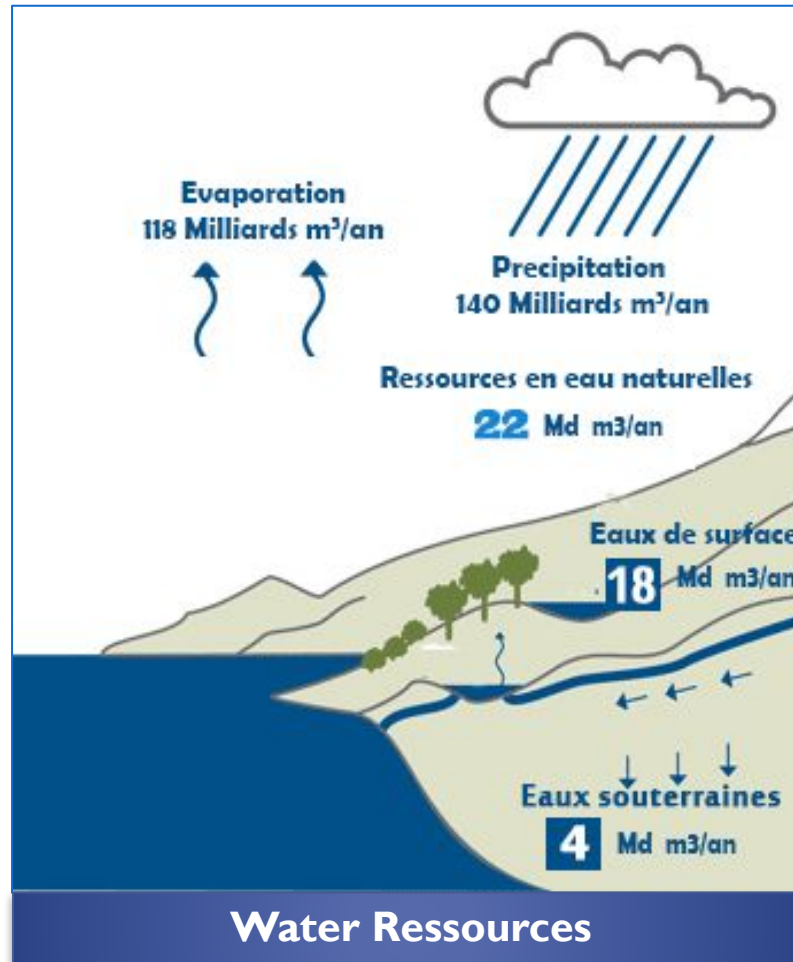 Evaporation
118 Milliards m³/an
Precipitation
140 Milliards m³/an
Ressources en eau naturelles
22 Md m3/an
Eaux de surface
18 Md m3/an
Eaux souterraines
4 Md m3/an
Water Ressources